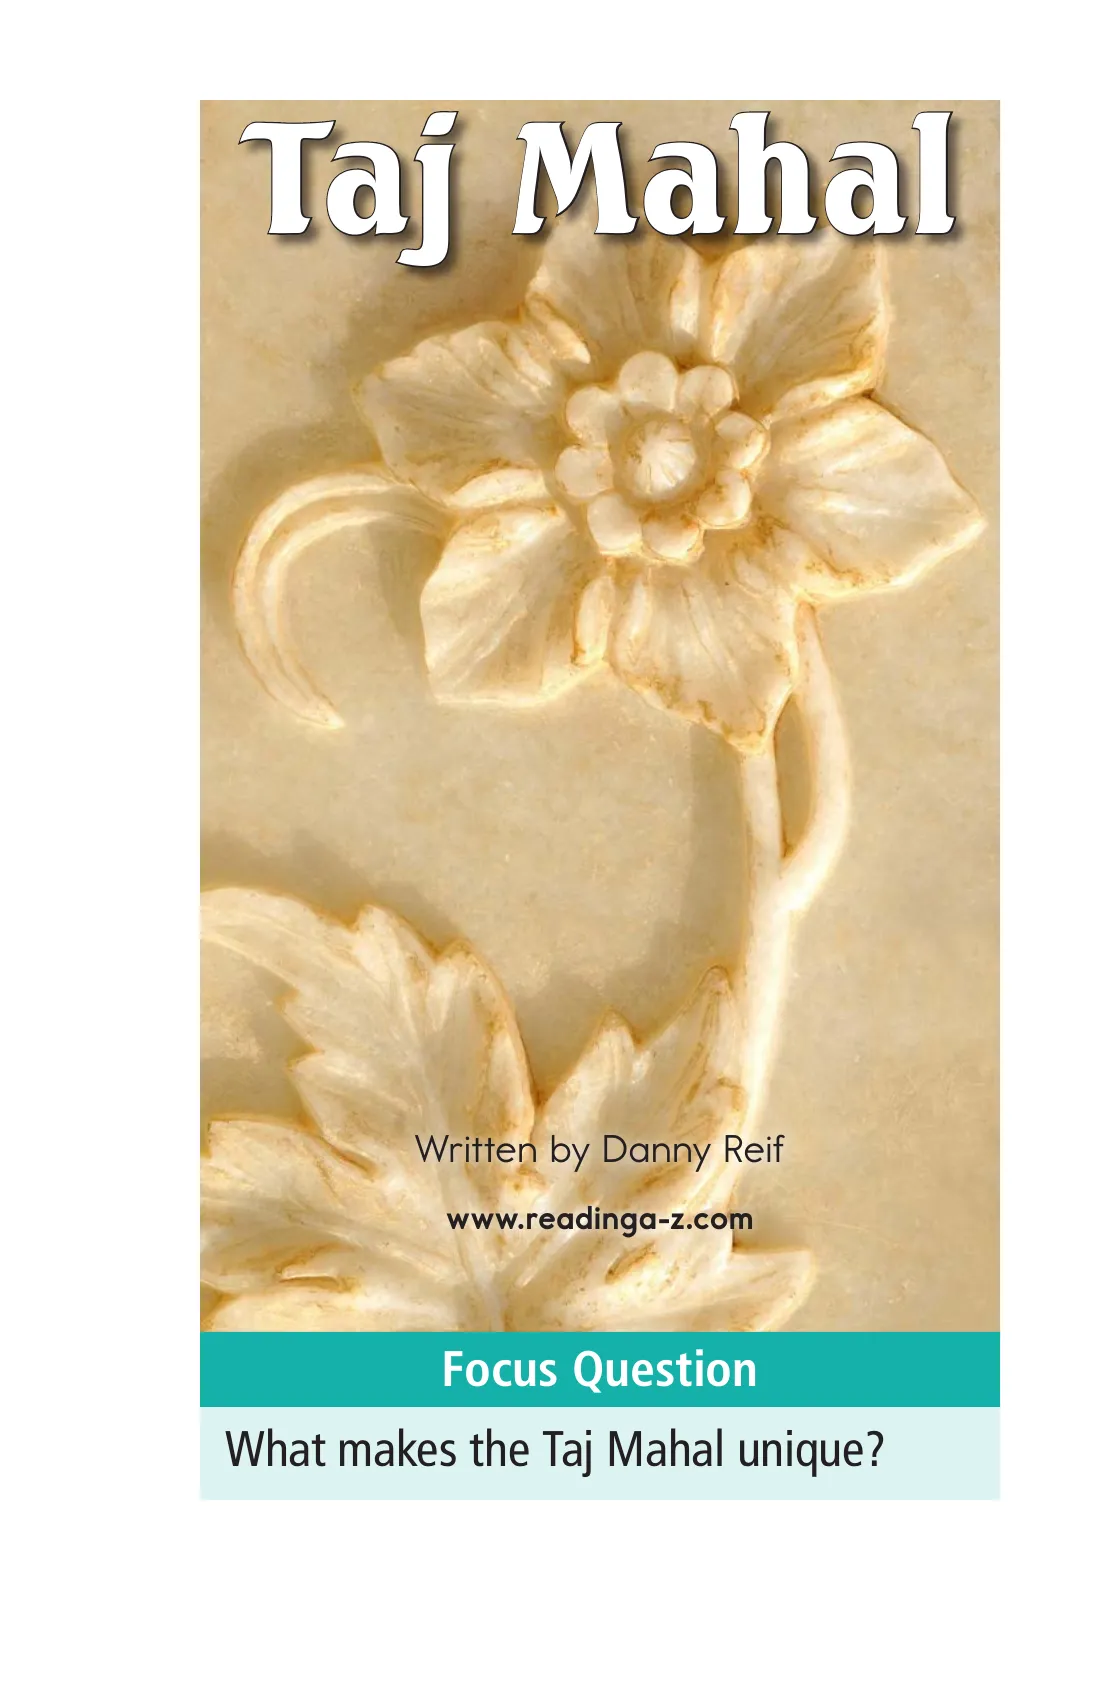 Taj Mahal
Written by Danny Reif
www.readinga-z.com
Focus Question
What makes the Taj Mahal unique?